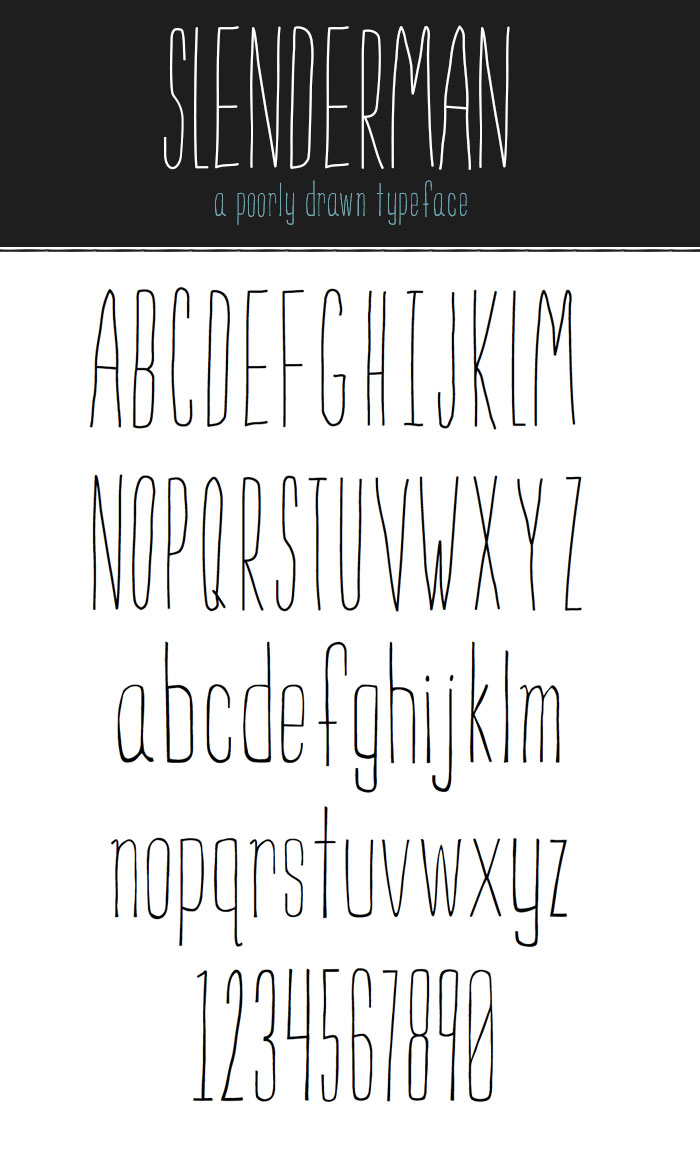 SLENDERMAN
a poorly drawn typeface
ABCDEFGHIJKLM
NOPQRSTUVWXYZ
abcdefghijklm
nopqrstuvwxyz
1234567890